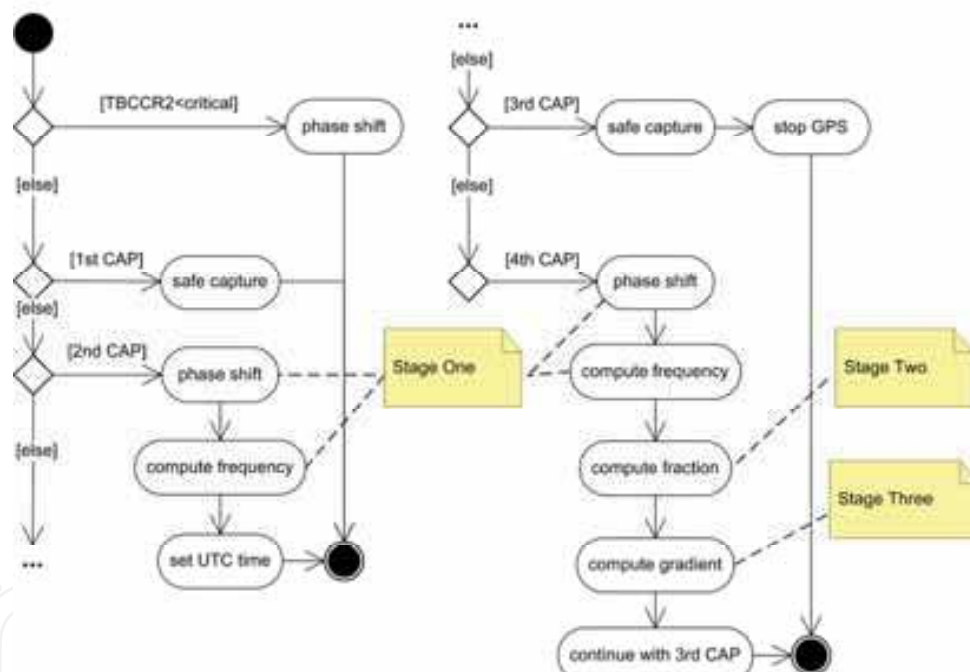 [TBCCR2<critical]
phase shift
[else]
[1st CAP]
safe capture
[else]
[2nd CAP]
phase shift
Stage One
compute frequency
[else]
set UTC time
...
...
[else]
[3rd CAP]
safe capture
stop GPS
[else]
[4th CAP]
phase shift
compute frequency
Stage Two
compute fraction
Stage Three
compute gradient
continue with 3rd CAP